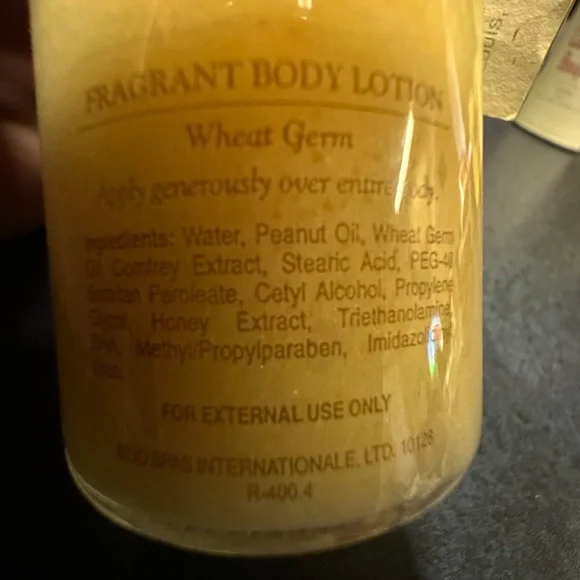 FRAGRANT BODY LOTION
Wheat Germ
Apply generously over entire body.
Ingredients: Water, Peanut Oil, Wheat Germ
Oil, Comfrey Extract, Stearic Acid, PEG-40
Sorbitan Peroleate, Cetyl Alcohol, Propylene
Glycol, Honey Extract, Triethanolamine,
Methyl/Propylparaben,
FOR EXTERNAL USE ONLY
SPAS INTERNATIONALE, LTD. 10128
R-400.4